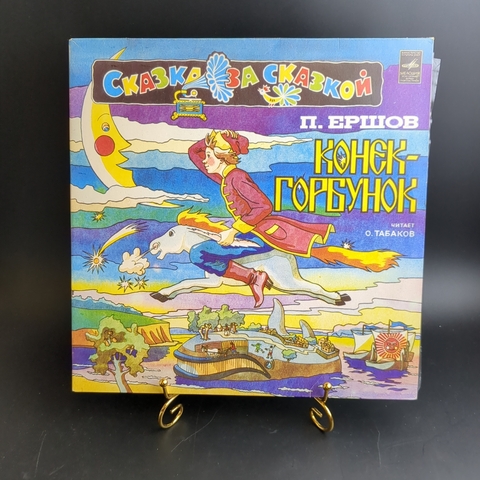 СКАЗКА ЗА СКАЗКОЙ
П. ЕРШОВ
КОНЕК-
ГОРБУНОК
ЧИТАЕТ
О. ТАБАКОВ